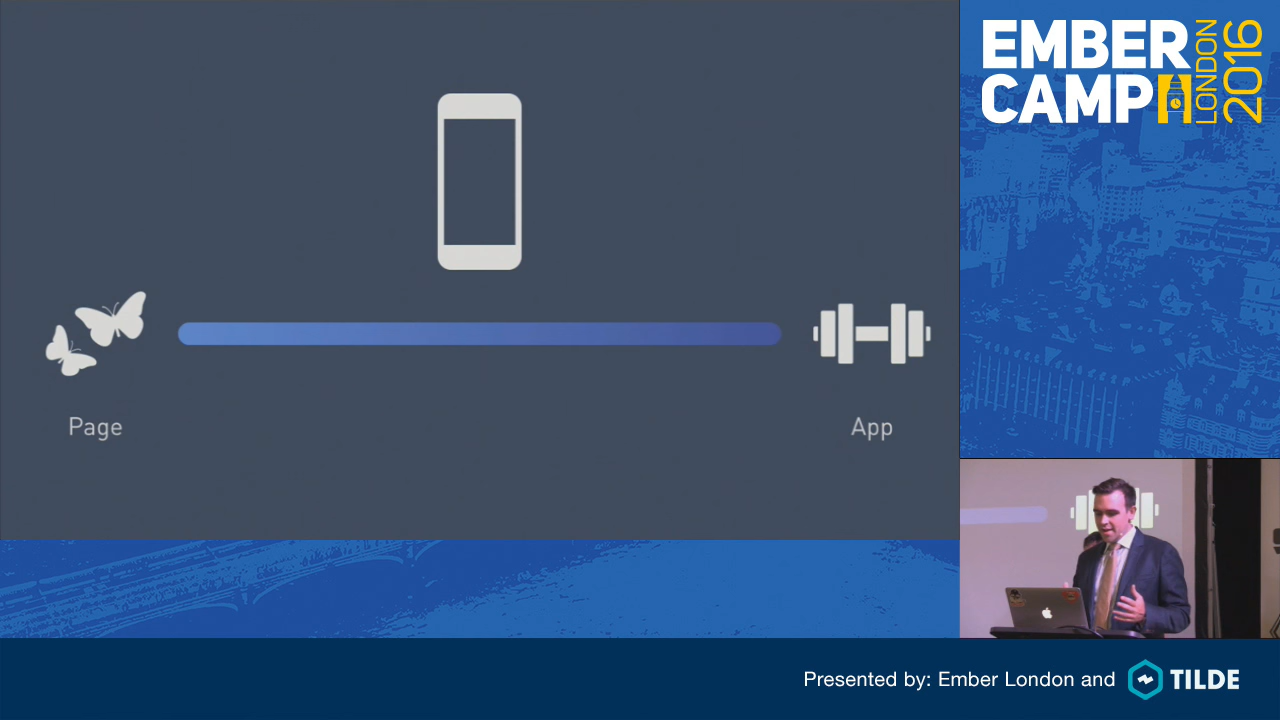 EMBER
CAMP
LONDON
2016
Page
App
Presented by: Ember London and TILDE